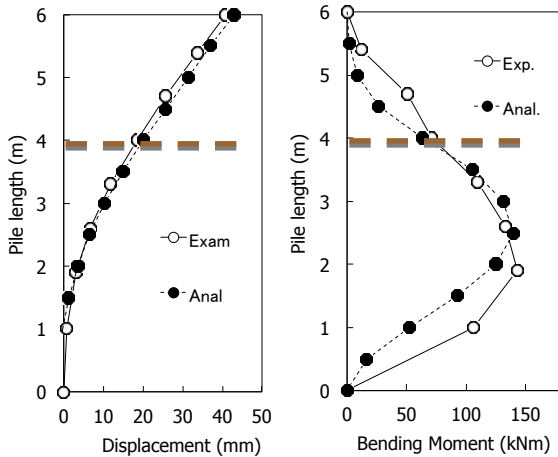 6
5
4
3
2
1
0
Pile length (m)
Exam
Anal
0 10 20 30 40 50
Displacement (mm)
6
5
4
3
2
1
0
Pile length (m)
Exp.
Anal.
0 50 100 150
Bending Moment (kNm)